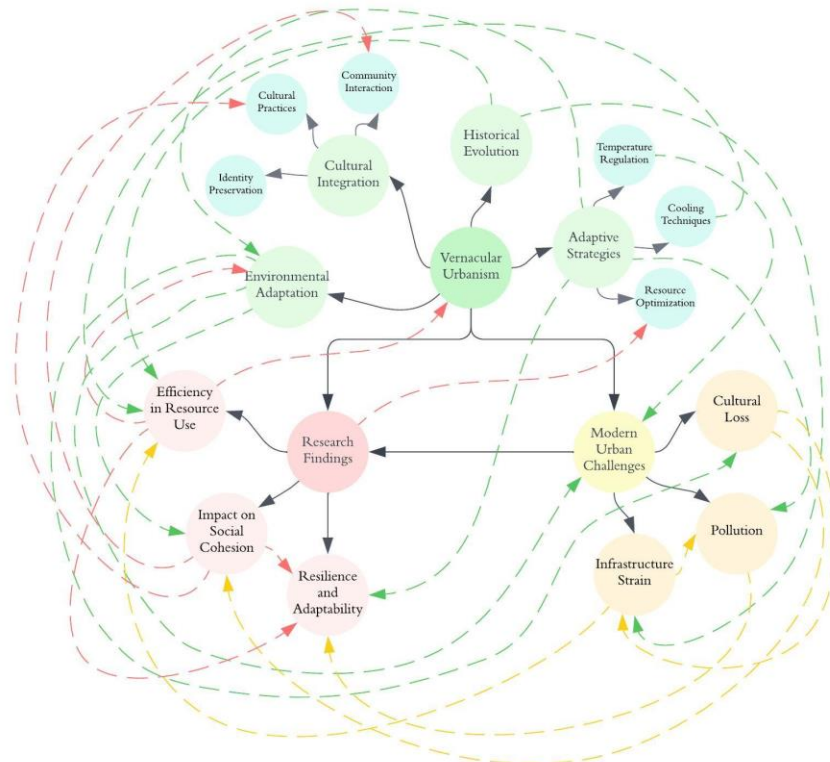 Community
Interaction
Cultural
Practices
Historical
Evolution
Temperature
Regulation
Cultural
Integration
Identity
Preservation
Cooling
Techniques
Vernacular
Urbanism
Adaptive
Strategies
Environmental
Adaptation
Resource
Optimization
Efficiency
in Resource
Use
Cultural
Loss
Research
Findings
Modern
Urban
Challenges
Impact on
Social
Cohesion
Pollution
Infrastructure
Strain
Resilience
and
Adaptability